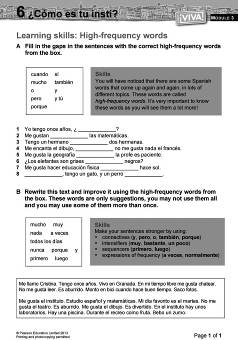 6 ¿Cómo es tu insti?
¡VIVA!
MODULE 3
Learning skills: High-frequency words
A Fill in the gaps in the sentences with the correct high-frequency words
from the box.
cuando si
mucho también
o y
pero y tú
porque
Skills
You will have noticed that there are some Spanish
words that come up again and again, in lots of
different topics. These words are called
high-frequency words. It's very important to know
these words as you will see them a lot more!
1 Yo tengo once años, ¿ ?
2 Me gustan las matemáticas.
3 Tengo un hermano dos hermanas.
4 Me encanta el dibujo, no me gusta nada el francés.
5 Me gusta la geografía la profe es paciente.
6 ¿Los elefantes son grises negros?
7 Me gusta hacer educación física hace sol.
8 , tengo un gato, y un perro .
B Rewrite this text and improve it using the high-frequency words from
the box. These words are only suggestions, you may not use them all
and you may use some of them more than once.
mucho muy
nada a veces
todos los días
nunca porque y
primero luego
Skills
Make your sentences stronger by using:
• connectives (y, pero, o, también, porque)
• intensifiers (muy, bastante, un poco)
• sequencers (primero, luego)
• expressions of frequency (a veces, normalmente)
Me llamo Cristina. Tengo once años. Vivo en Granada. En mi tiempo libre me gusta chatear.
No me gusta leer. Es aburrido. Monto en bici cuando hace buen tiempo. Saco fotos.
Me gusta el instituto. Estudio español y matemáticas. Mi día favorito es el martes. No me
gusta el teatro. Es aburrido. Me gusta el dibujo. Es divertido. En el instituto hay unos
laboratorios. Hay una piscina. Durante el recreo como fruta. Bebo un zumo.
© Pearson Education Limited 2013
Printing and photocopying permitted
Page 1 of 1